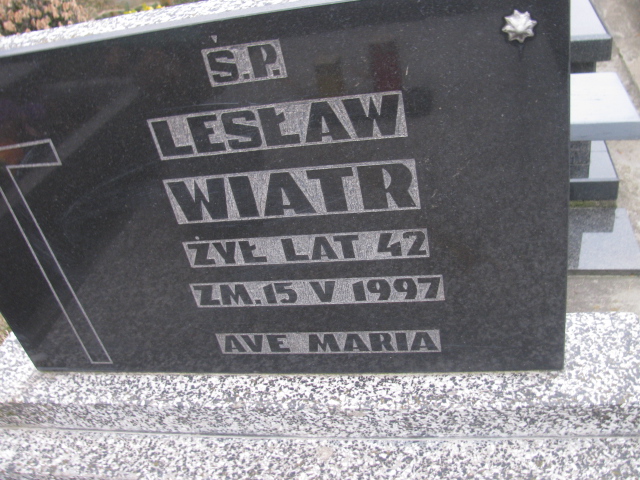 Ś.P.
LESŁAW
WIATR
ŻYŁ LAT 42
ZM. 15 V 1997
AVE MARIA